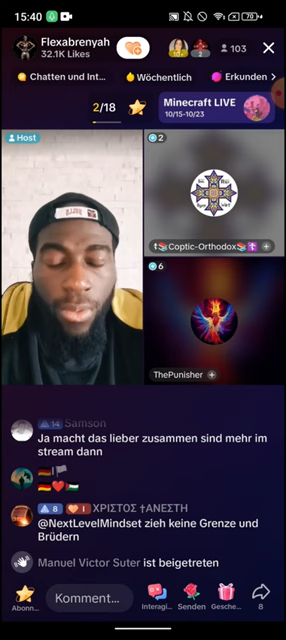 15:40
70
Flexabrenyah
32.1K Likes
103
Chatten und Int...
Wöchentlich
Erkunden
2/18
Minecraft LIVE
10/15-10/23
Host
2
t📚Coptic-Orthodox📚✝️
6
ThePunisher
14 Samson
Ja macht das lieber zusammen sind mehr im
stream dann
8 1 ΧΡΙΣΤΟΣ †ΑΝΕΣΤΗ
@NextLevelMindset zieh keine Grenze und
Brüdern
Manuel Victor Suter ist beigetreten
Abonn...
Komment...
Interagi...
Senden
Gesche...
8